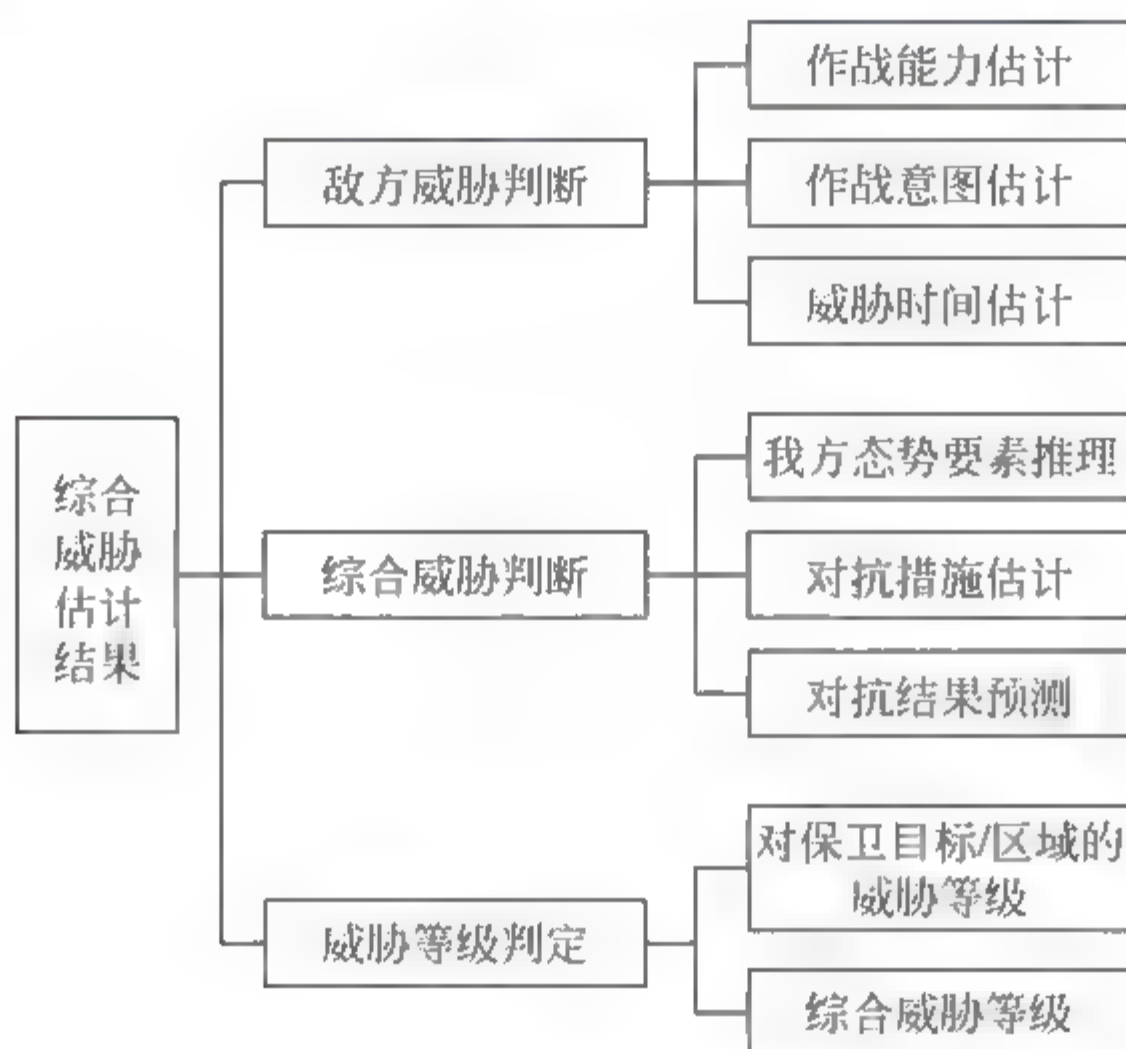 作战能力估计
敌方威胁判断
作战意图估计
威胁时间估计
我方态势要素推理
综合
威胁
估计
结果
综合威胁判断
对抗措施估计
对抗结果预测
对保卫目标/区域的
威胁等级
威胁等级判定
综合威胁等级